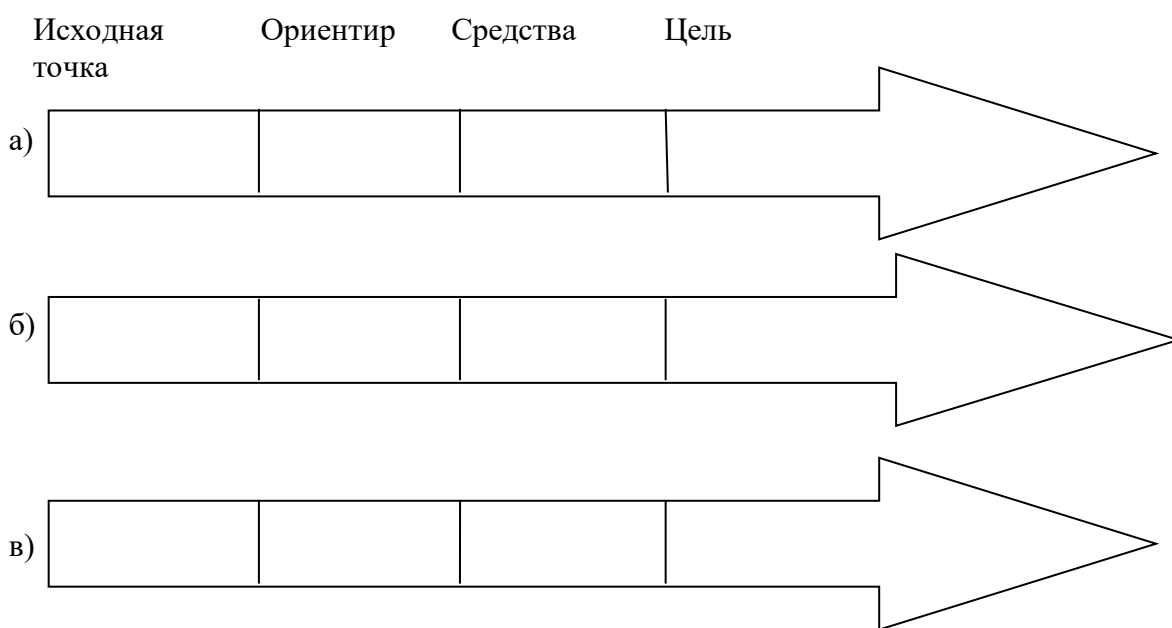 Исходная точка Ориентир Средства Цель
а)
б)
в)